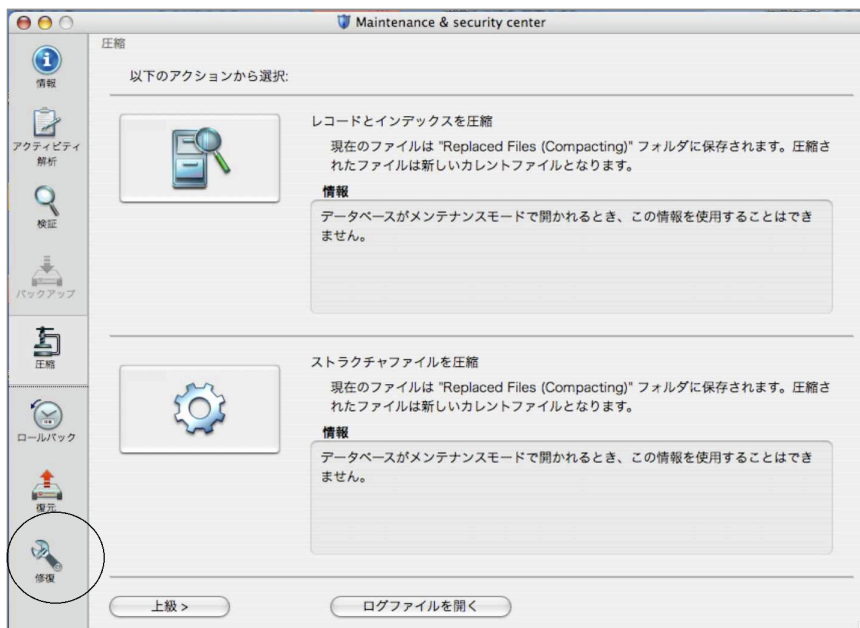 Maintenance & security center
情報
アクティビティ
解析
検証
バックアップ
圧縮
ロールバック
復元
修復
圧縮
以下のアクションから選択:
レコードとインデックスを圧縮
現在のファイルは "Replaced Files (Compacting)" フォルダに保存されます。圧縮さ
れたファイルは新しいカレントファイルとなります。
情報
データベースがメンテナンスモードで開かれるとき、この情報を使用することはでき
ません。
ストラクチャファイルを圧縮
現在のファイルは "Replaced Files (Compacting)" フォルダに保存されます。圧縮さ
れたファイルは新しいカレントファイルとなります。
情報
データベースがメンテナンスモードで開かれるとき、この情報を使用することはでき
ません。
上級 >
ログファイルを開く